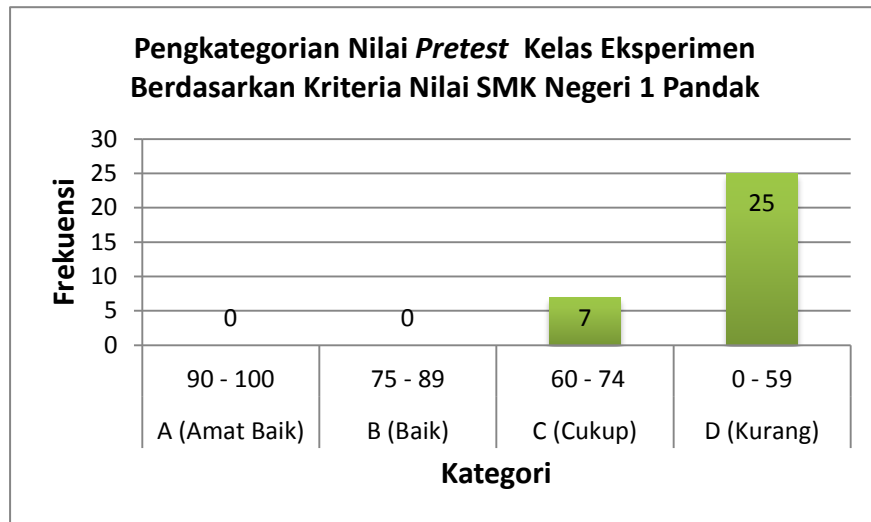 Pengkategorian Nilai Pretest Kelas Eksperimen
Berdasarkan Kriteria Nilai SMK Negeri 1 Pandak
Frekuensi
30
25
20
15
10
5
0
0
0
7
25
90 - 100
75 - 89
60 - 74
0 - 59
A (Amat Baik)
B (Baik)
C (Cukup)
D (Kurang)
Kategori